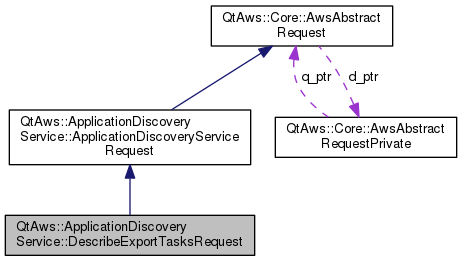 QtAws::Core::AwsAbstract
Request
q_ptr
d_ptr
QtAws::ApplicationDiscovery
Service::ApplicationDiscoveryService
Request
QtAws::Core::AwsAbstract
RequestPrivate
QtAws::ApplicationDiscovery
Service::DescribeExportTasksRequest